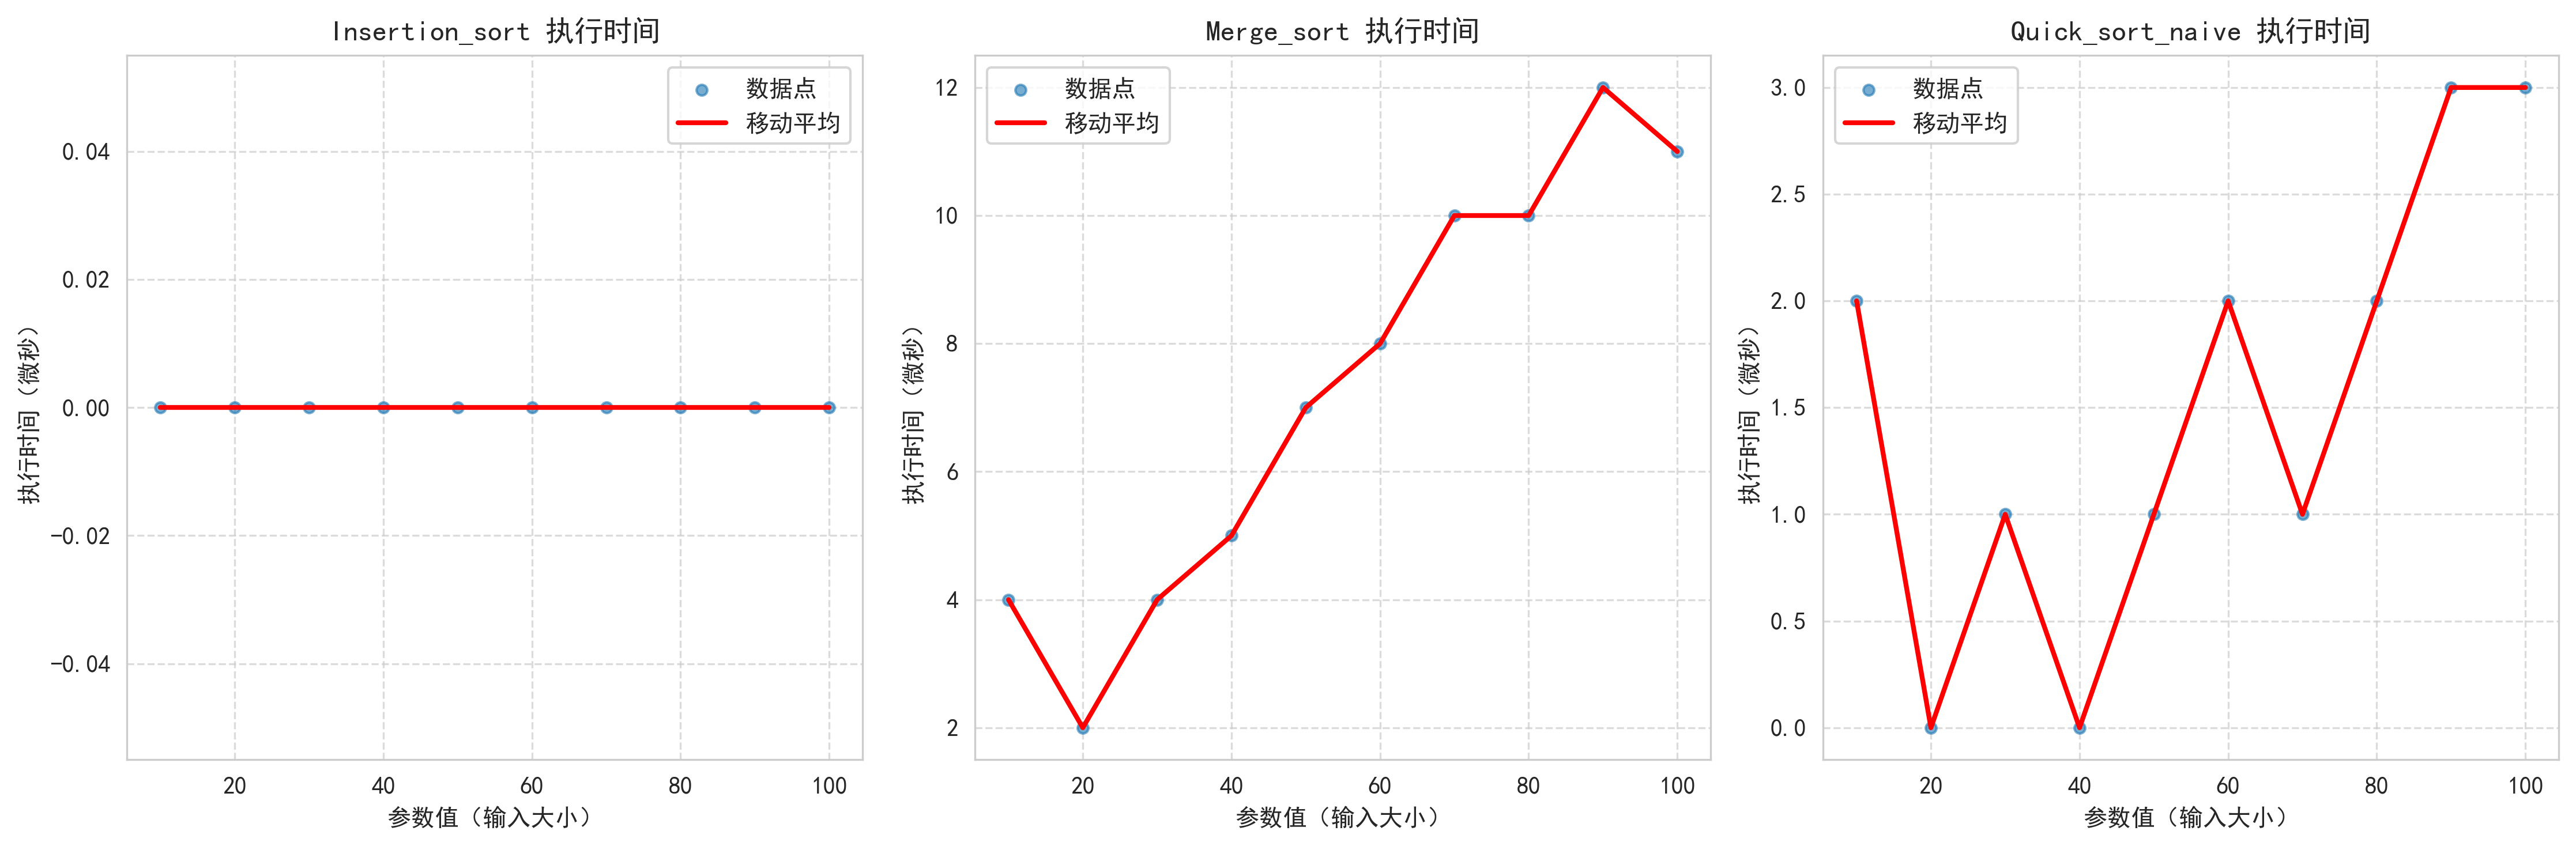 Insertion_sort 执行时间
数据点
移动平均
0.04
0.02
0.00
-0.02
-0.04
执行时间（微秒）
20 40 60 80 100
参数值（输入大小）
Merge_sort 执行时间
数据点
移动平均
12
10
8
6
4
2
执行时间（微秒）
20 40 60 80 100
参数值（输入大小）
Quick_sort_naive 执行时间
数据点
移动平均
3.0
2.5
2.0
1.5
1.0
0.5
0.0
执行时间（微秒）
20 40 60 80 100
参数值（输入大小）